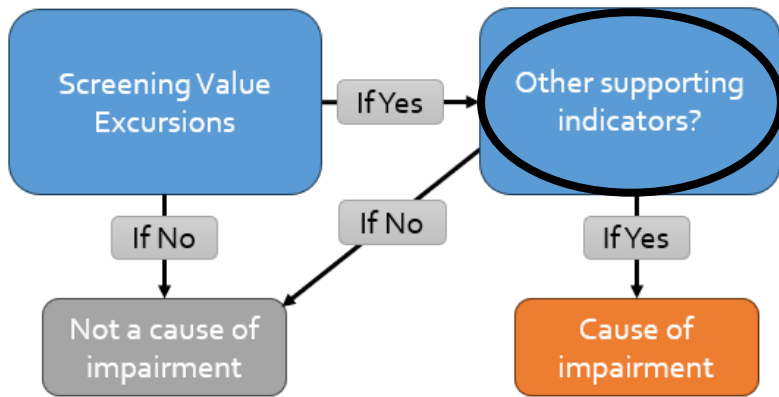 Screening Value
Excursions
If Yes
Other supporting
indicators?
If No
If No
If Yes
Not a cause of
impairment
Cause of
impairment